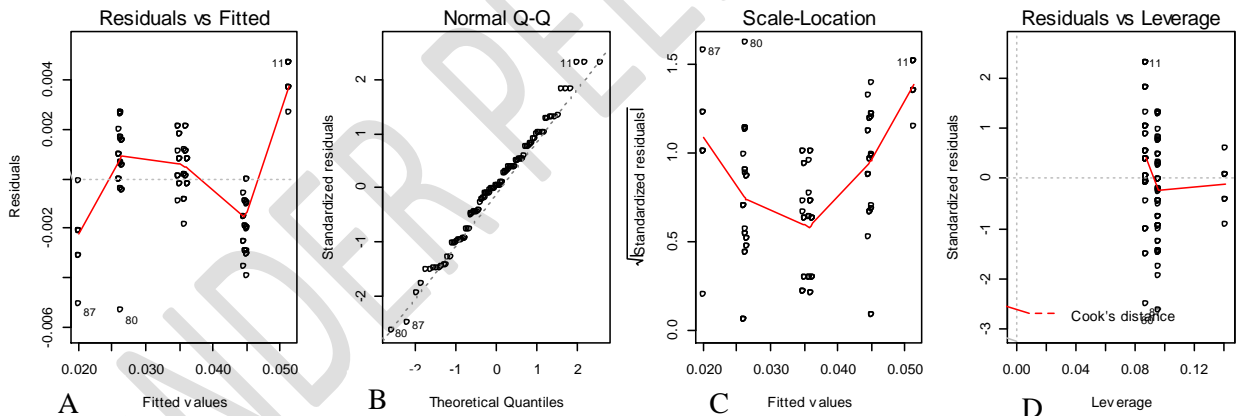 Residuals vs Fitted
Residuals
0.004
0.002
-0.002
-0.006
11
87
80
0.020 0.030 0.040 0.050
A
Fitted values
Normal Q-Q
Standardized residuals
2
1
0
-1
-2
11
87
80
-2 -1 0 1 2
B
Theoretical Quantiles
Scale-Location
√|Standardized residuals|
1.5
1.0
0.5
0.0
87
80
11
0.020 0.030 0.040 0.050
C
Fitted values
Residuals vs Leverage
Standardized residuals
2
1
0
-1
-2
-3
11
80
Cook's distance
0.00 0.04 0.08 0.12
D
Leverage